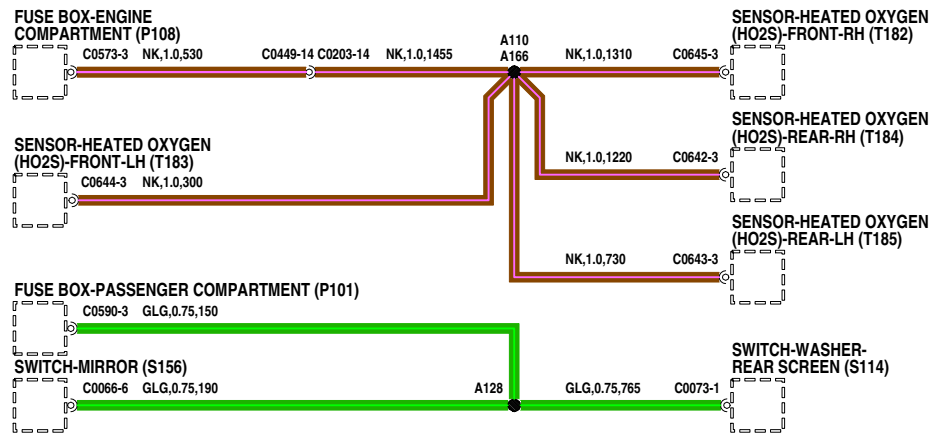 FUSE BOX-ENGINE
COMPARTMENT (P108)
C0573-3 NK,1.0,530 C0449-14 C0203-14 NK,1.0,1455
A110
A166
NK,1.0,1310 C0645-3
SENSOR-HEATED OXYGEN
(HO2S)-FRONT-RH (T182)
SENSOR-HEATED OXYGEN
(HO2S)-FRONT-LH (T183)
C0644-3 NK,1.0,300
SENSOR-HEATED OXYGEN
(HO2S)-REAR-RH (T184)
NK,1.0,1220 C0642-3
SENSOR-HEATED OXYGEN
(HO2S)-REAR-LH (T185)
NK,1.0,730 C0643-3
FUSE BOX-PASSENGER COMPARTMENT (P101)
C0590-3 GLG,0.75,150
SWITCH-MIRROR (S156)
C0066-6 GLG,0.75,190 A128 GLG,0.75,765 C0073-1
SWITCH-WASHER-
REAR SCREEN (S114)